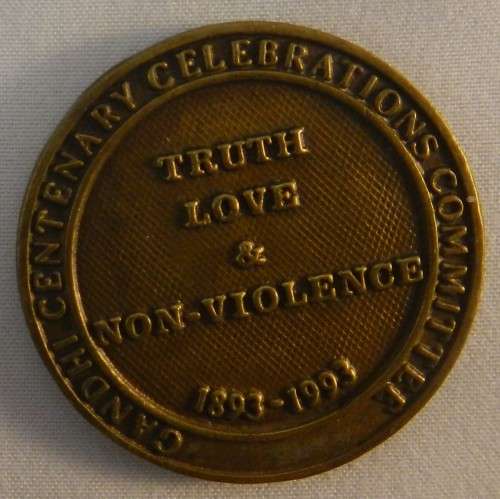 GANDHI CENTENARY CELEBRATIONS COMMITTEE
TRUTH
LOVE
&
NON-VIOLENCE
1893-1993